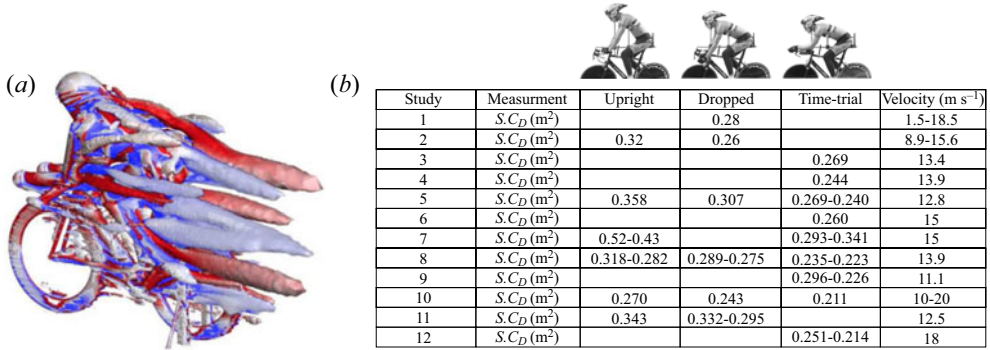 (a)
(b)
Study Measurment Upright Dropped Time-trial Velocity (m s⁻¹)
1 S.C_D (m²) 0.28 1.5-18.5
2 S.C_D (m²) 0.32 0.26 8.9-15.6
3 S.C_D (m²) 0.269 13.4
4 S.C_D (m²) 0.244 13.9
5 S.C_D (m²) 0.358 0.307 0.269-0.240 12.8
6 S.C_D (m²) 0.260 15
7 S.C_D (m²) 0.52-0.43 0.293-0.341 15
8 S.C_D (m²) 0.318-0.282 0.289-0.275 0.235-0.223 13.9
9 S.C_D (m²) 0.296-0.226 11.1
10 S.C_D (m²) 0.270 0.243 0.211 10-20
11 S.C_D (m²) 0.343 0.332-0.295 12.5
12 S.C_D (m²) 0.251-0.214 18